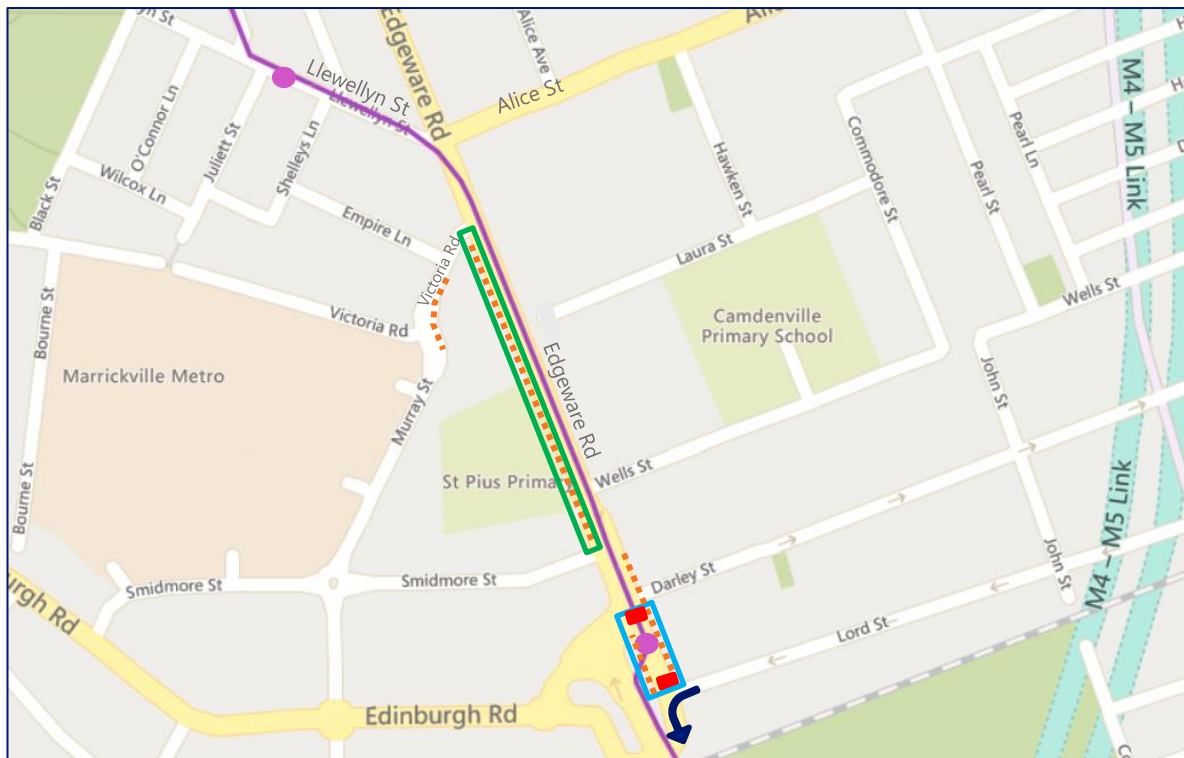 yn St
Llewellyn St
Llewellyn St
Edgeware Rd
Alice Ave
Alice St
Ali
O'Connor Ln
Juliett St
Shelleys Ln
Wilcox Ln
Black St
Empire Ln
Victoria Rd
Victoria Rd
Hawken St
Commodore St
Pearl St
Pearl Ln
M4 – M5 Link
Laura St
Wells St
Camdenville
Primary School
Bourne St
Bourne St
Marrickville Metro
Murray St
Edgeware Rd
St Pius Primary
Wells St
John St
John St
M4 – M5 Link
Smidmore St
Smidmore St
Darley St
Lord St
urgh Rd
Edinburgh Rd